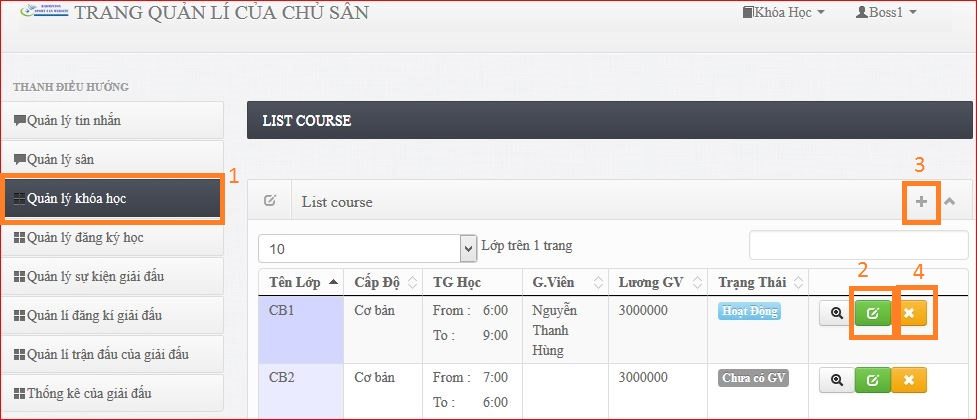 TRANG QUẢN LÍ CỦA CHỦ SÂN
Khóa Học
Boss1
THANH ĐIỀU HƯỚNG
Quản lý tin nhắn
Quản lý sân
Quản lý khóa học
1
Quản lý đăng ký học
Quản lý sự kiện giải đấu
Quản lí đăng kí giải đấu
Quản lí trận đấu của giải đấu
Thống kê của giải đấu
LIST COURSE
3
List course
10 Lớp trên 1 trang
2 4
Tên Lớp Cấp Độ TG Học G.Viên Lương GV Trạng Thái
CB1 Cơ bản From : 6:00 Nguyễn 3000000 Hoạt Động
To : 9:00 Thanh
Hùng
CB2 Cơ bản From : 7:00 3000000 Chưa có GV
To : 6:00